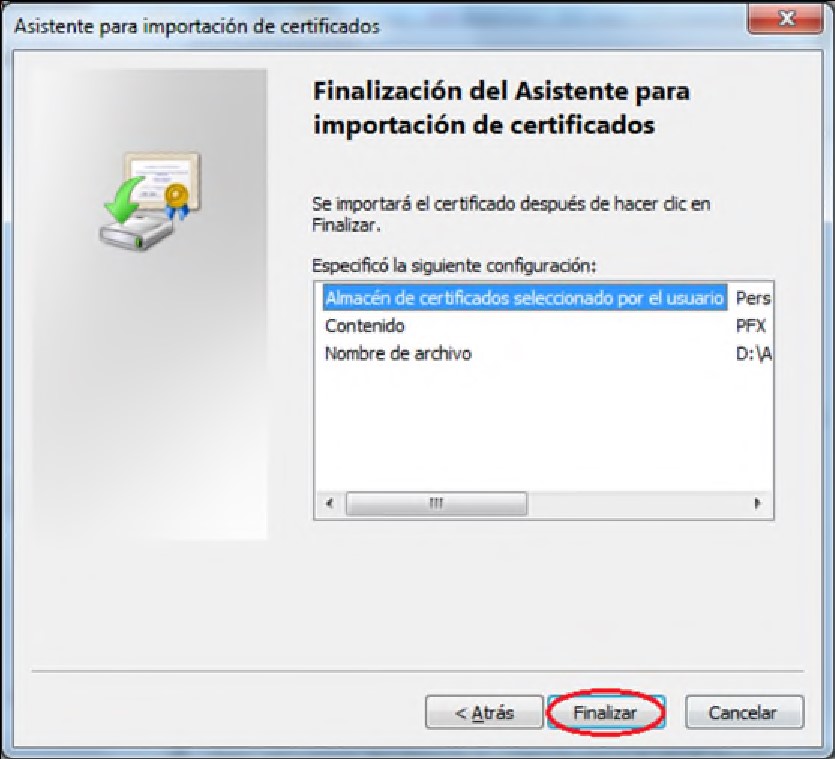 Asistente para importación de certificados
Finalización del Asistente para
importación de certificados
Se importará el certificado después de hacer clic en
Finalizar.
Especificó la siguiente configuración:
Almacén de certificados seleccionado por el usuario Pers
Contenido PFX
Nombre de archivo D:\A
< Atrás Finalizar Cancelar